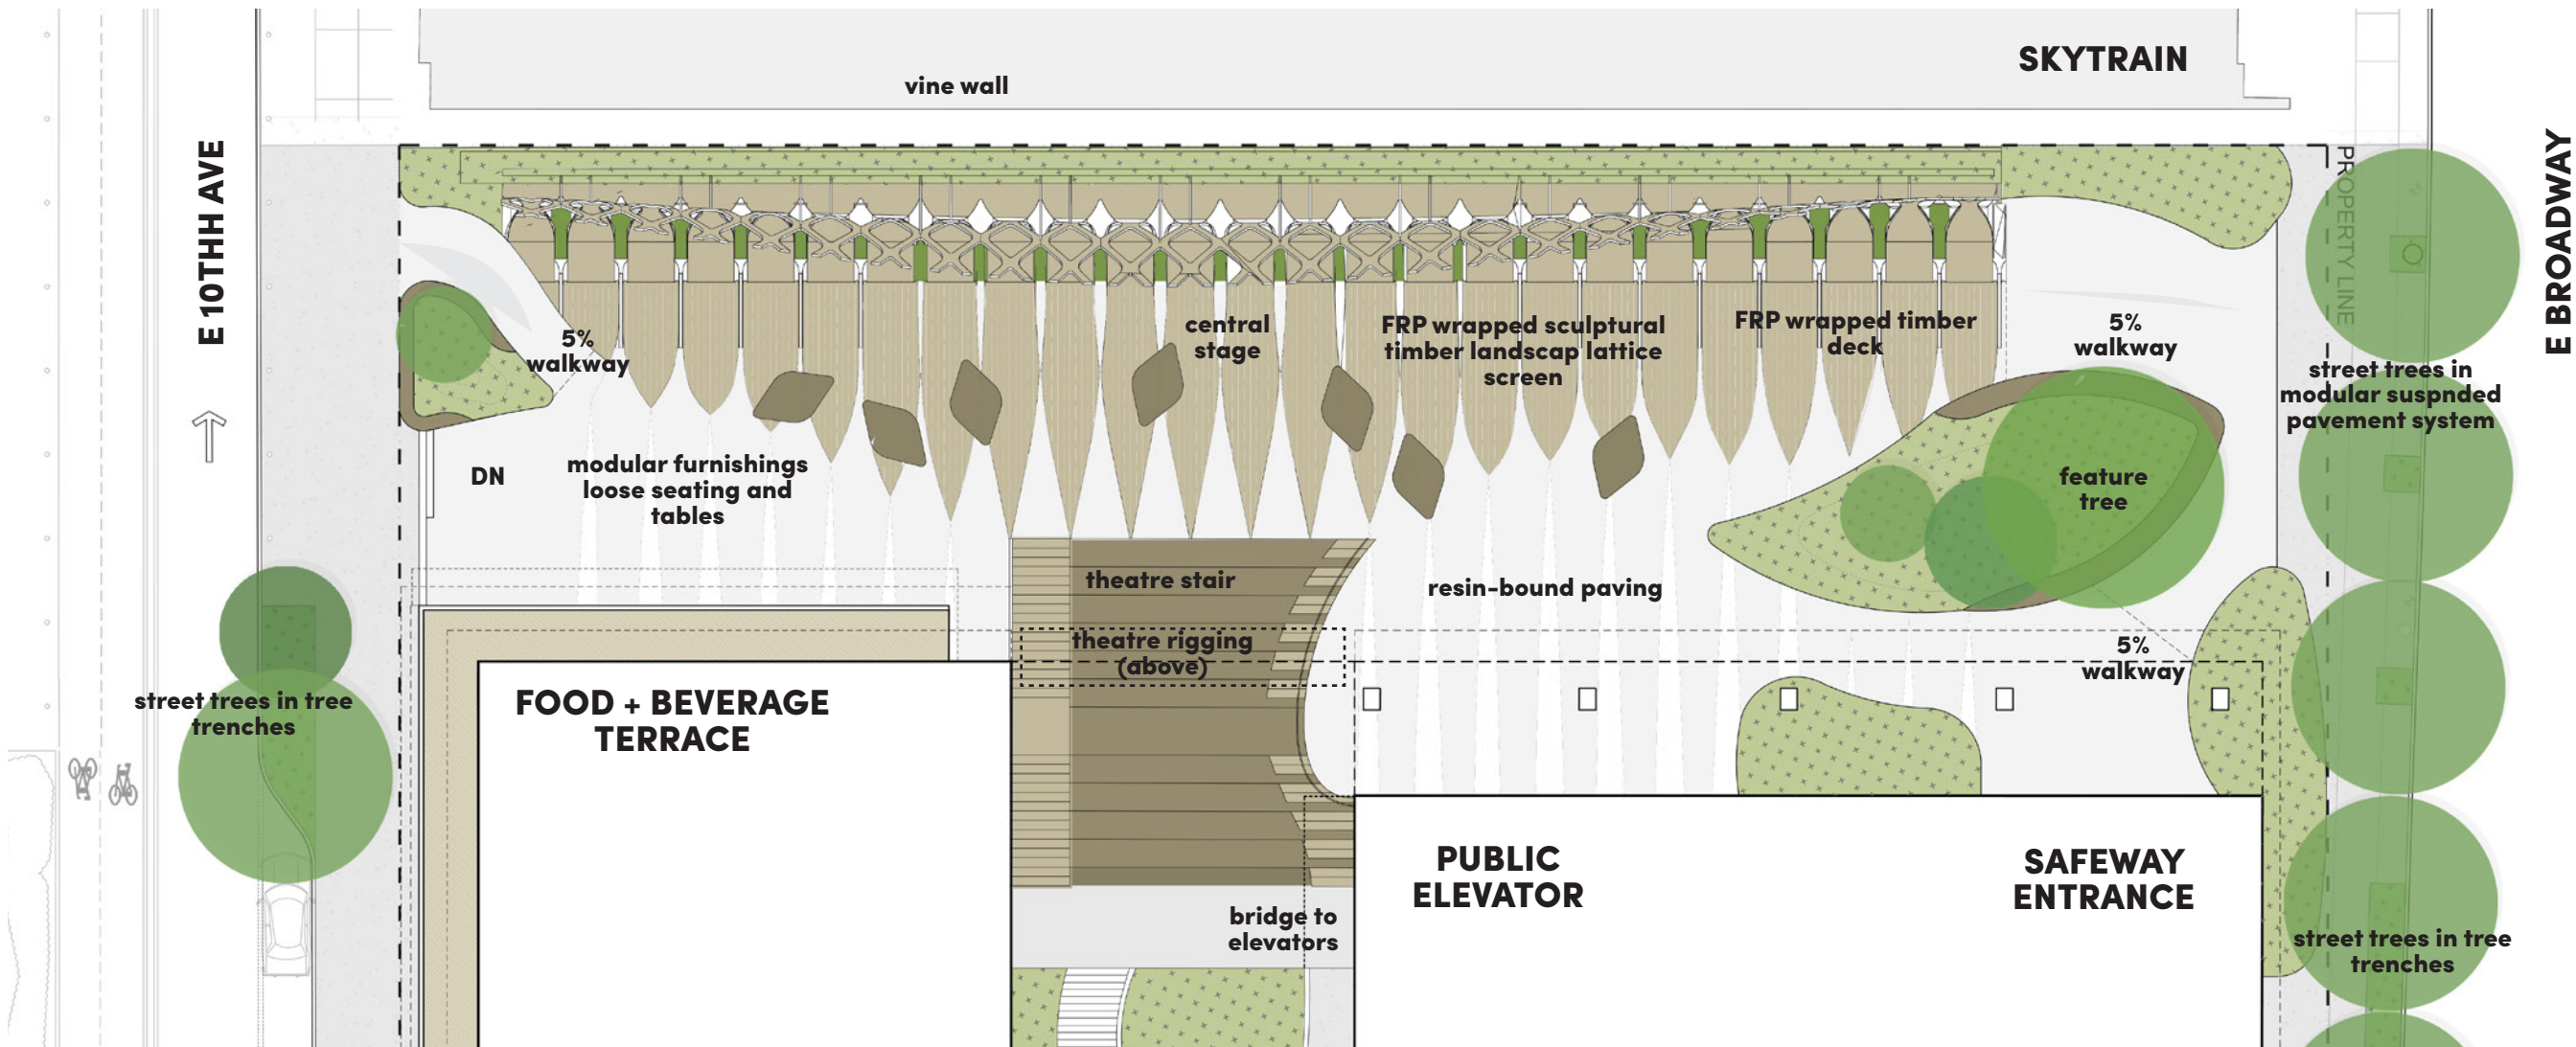 SKYTRAIN
vine wall
E 10THH AVE
E BROADWAY
PROPERTY LINE
5%
walkway
central
stage
FRP wrapped sculptural
timber landscap lattice
screen
FRP wrapped timber
deck
5%
walkway
street trees in
modular suspnded
pavement system
DN
modular furnishings
loose seating and
tables
feature
tree
theatre stair
resin-bound paving
theatre rigging
(above)
5%
walkway
street trees in tree
trenches
FOOD + BEVERAGE
TERRACE
PUBLIC
ELEVATOR
SAFEWAY
ENTRANCE
bridge to
elevators
street trees in tree
trenches